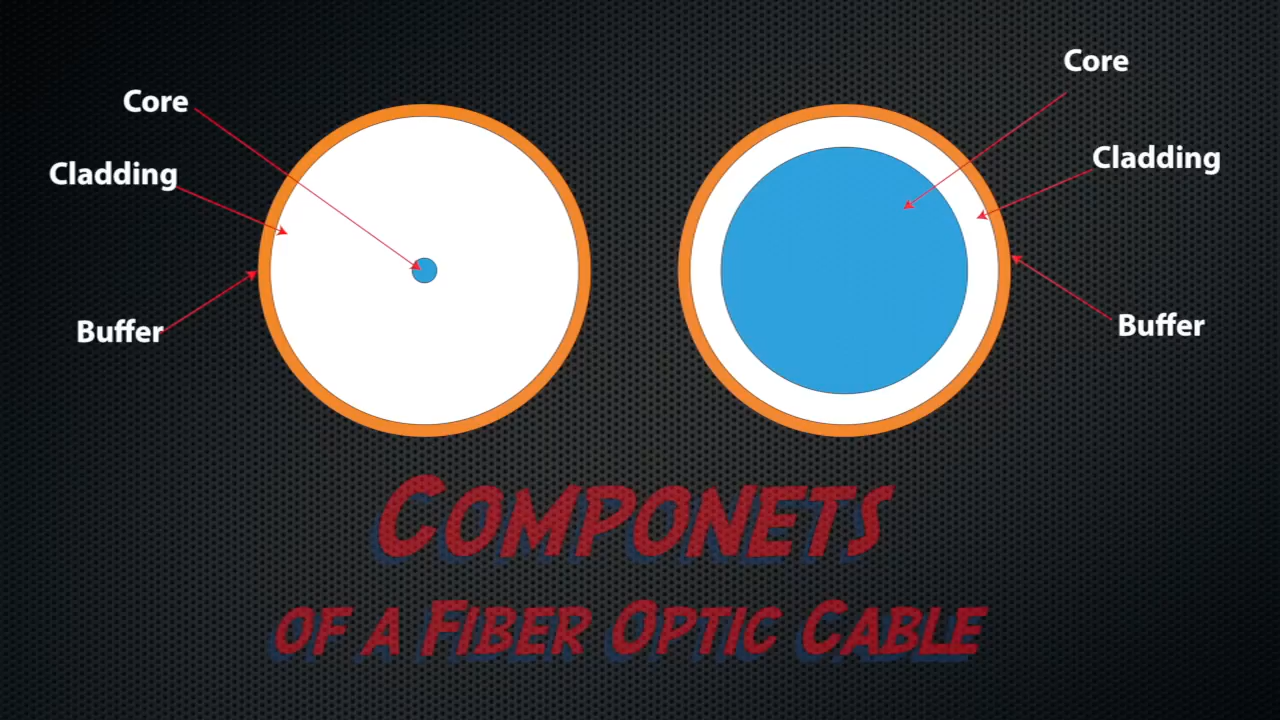 Core
Cladding
Buffer
Core
Cladding
Buffer
Componets
of a Fiber Optic Cable